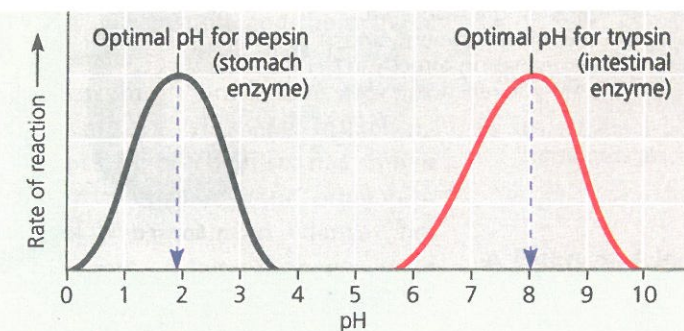 Optimal pH for pepsin
(stomach
enzyme)
Optimal pH for trypsin
(intestinal
enzyme)
Rate of reaction
0 1 2 3 4 5 6 7 8 9 10
pH